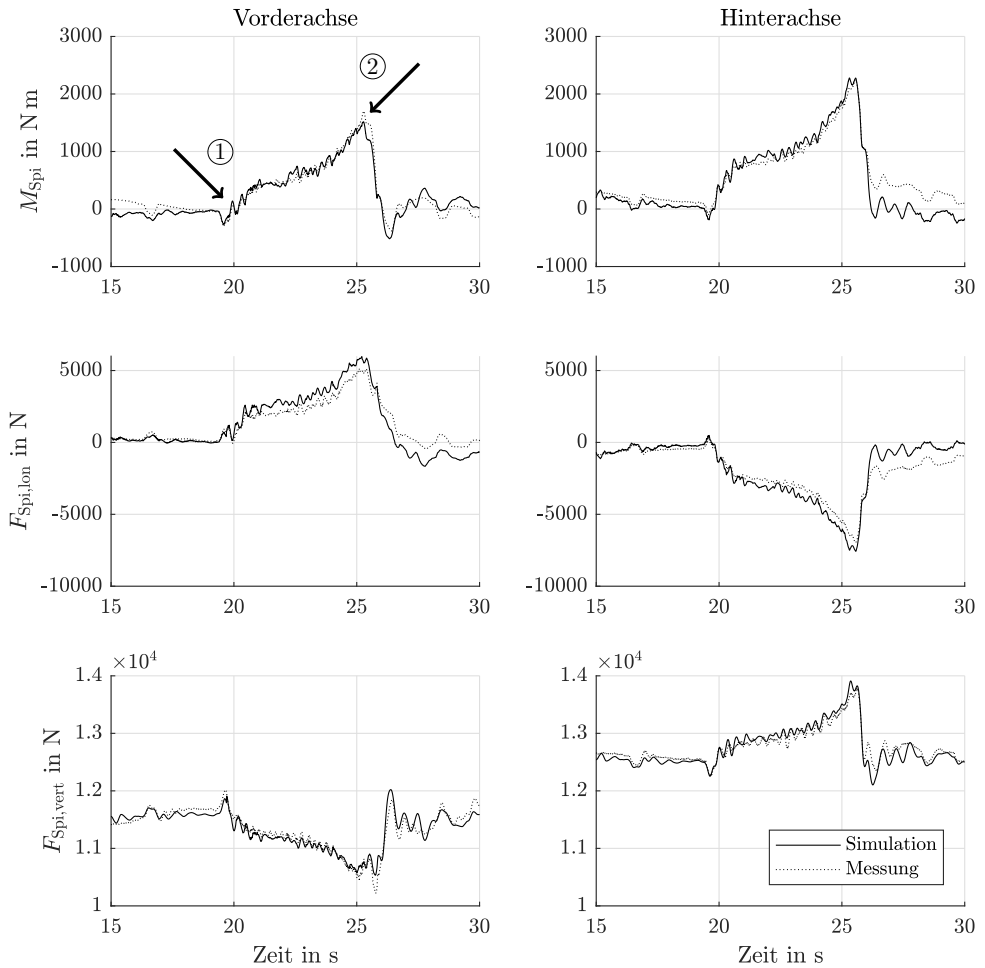 Vorderachse
Hinterachse
M_Spi in N m
3000
2000
1000
0
-1000
15 20 25 30
①
②
3000
2000
1000
0
-1000
15 20 25 30
F_Spi,lon in N
5000
0
-5000
-10000
15 20 25 30
5000
0
-5000
-10000
15 20 25 30
F_Spi,vert in N
×10⁴
1.4
1.3
1.2
1.1
1
15 20 25 30
Zeit in s
×10⁴
1.4
1.3
1.2
1.1
1
15 20 25 30
Zeit in s
Simulation
Messung